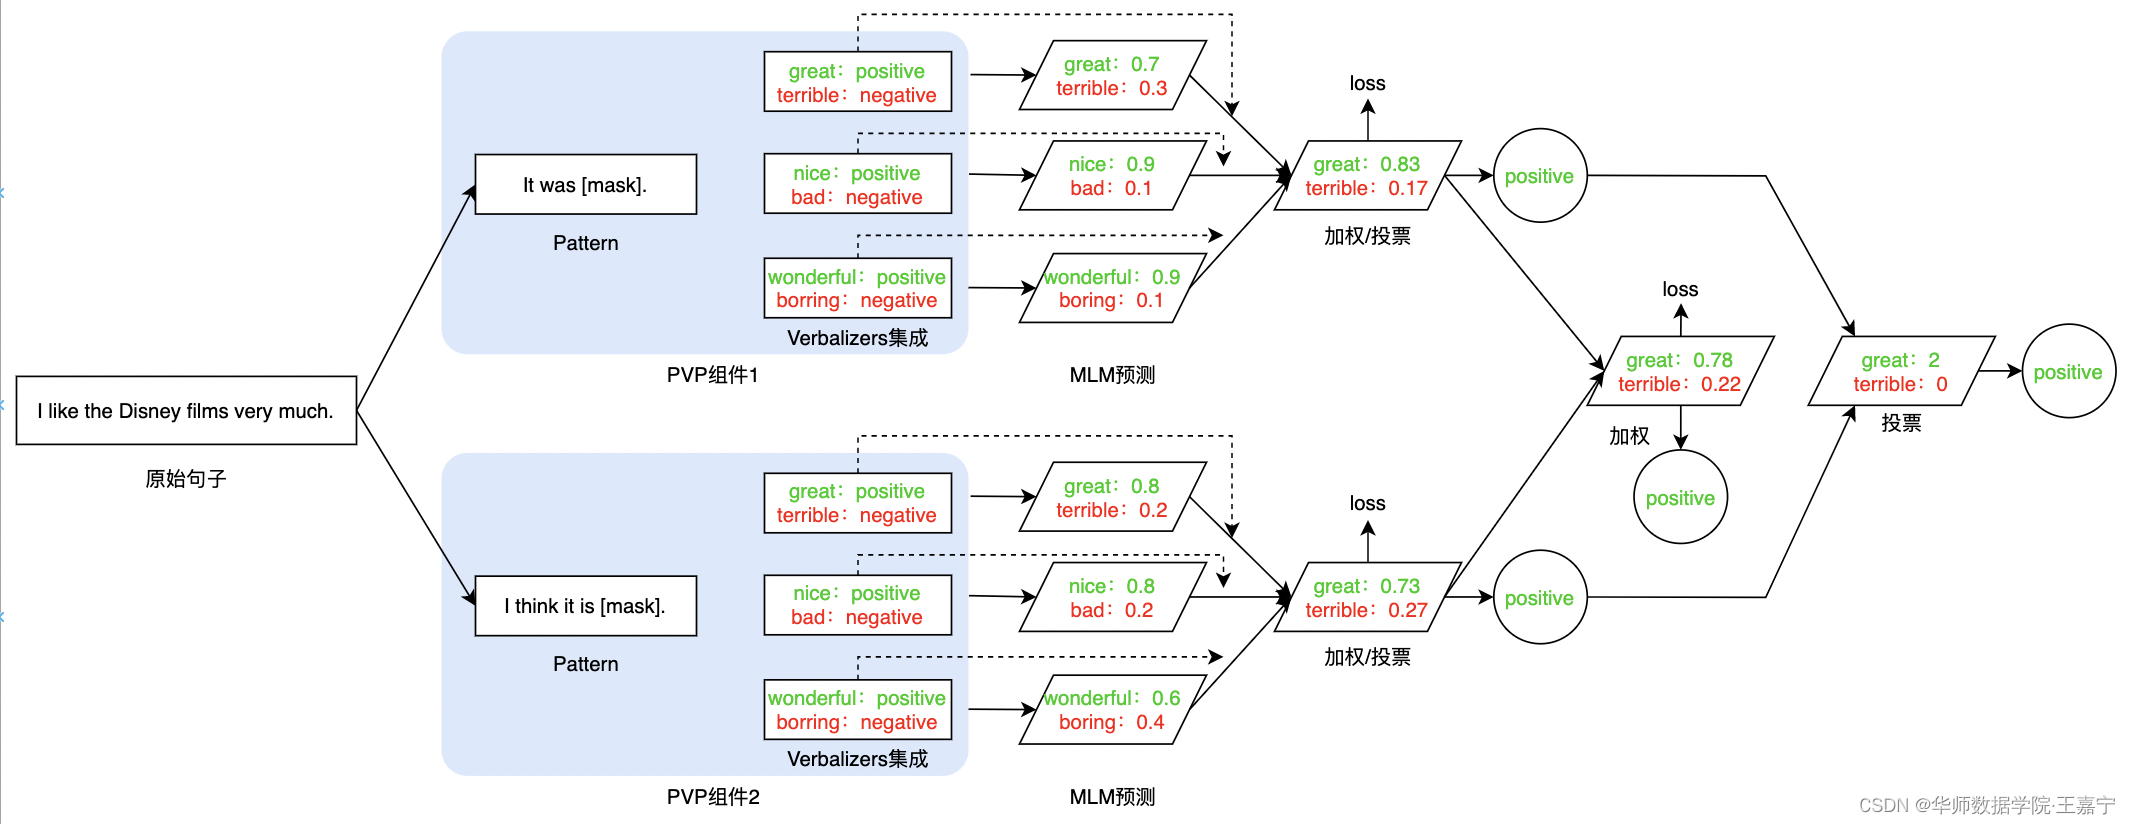 I like the Disney films very much.
原始句子
It was [mask].
Pattern
great：positive
terrible：negative
nice：positive
bad：negative
wonderful：positive
borring：negative
Verbalizers集成
PVP组件1
great：0.7
terrible：0.3
nice：0.9
bad：0.1
wonderful：0.9
boring：0.1
MLM预测
loss
great：0.83
terrible：0.17
加权/投票
positive
I think it is [mask].
Pattern
great：positive
terrible：negative
nice：positive
bad：negative
wonderful：positive
borring：negative
Verbalizers集成
PVP组件2
great：0.8
terrible：0.2
nice：0.8
bad：0.2
wonderful：0.6
boring：0.4
MLM预测
loss
great：0.73
terrible：0.27
加权/投票
positive
loss
great：0.78
terrible：0.22
加权
positive
great：2
terrible：0
投票
positive
CSDN @华师数据学院·王嘉宁